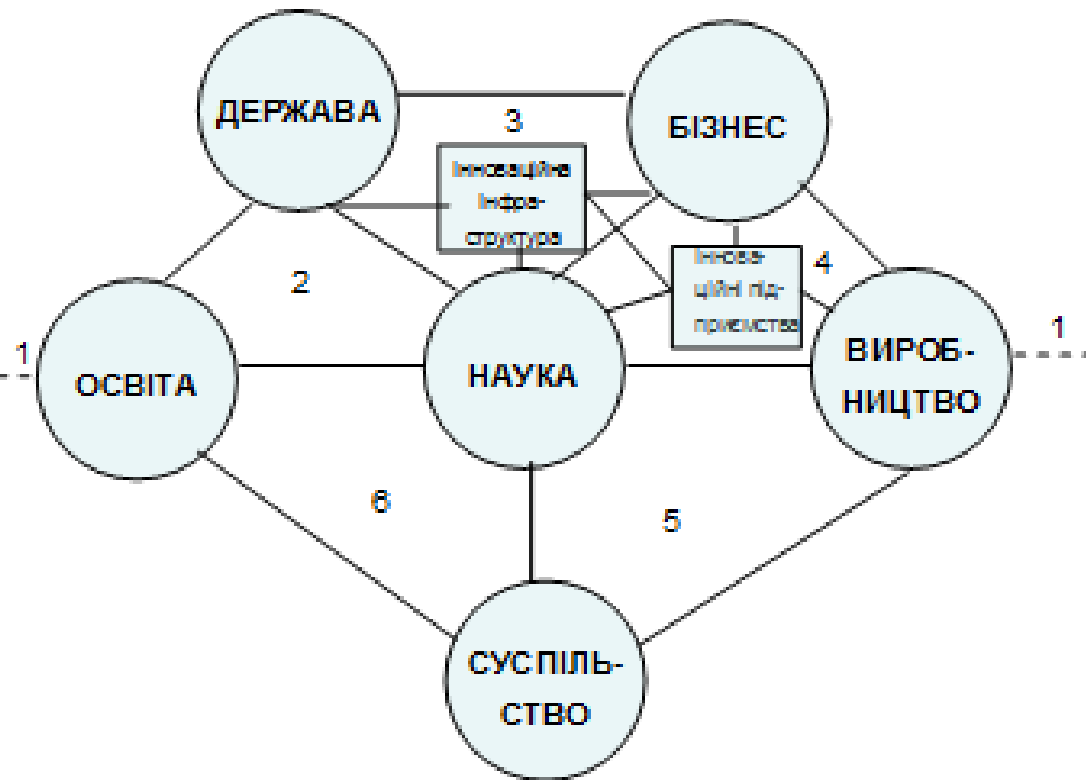 ДЕРЖАВА
БІЗНЕС
3
Інноваційна
Інфра-
структура
Іннова-
ційні під-
приємства
4
2
1
ОСВІТА
НАУКА
ВИРОБ-
НИЦТВО
1
6
5
СУСПІЛЬ-
СТВО